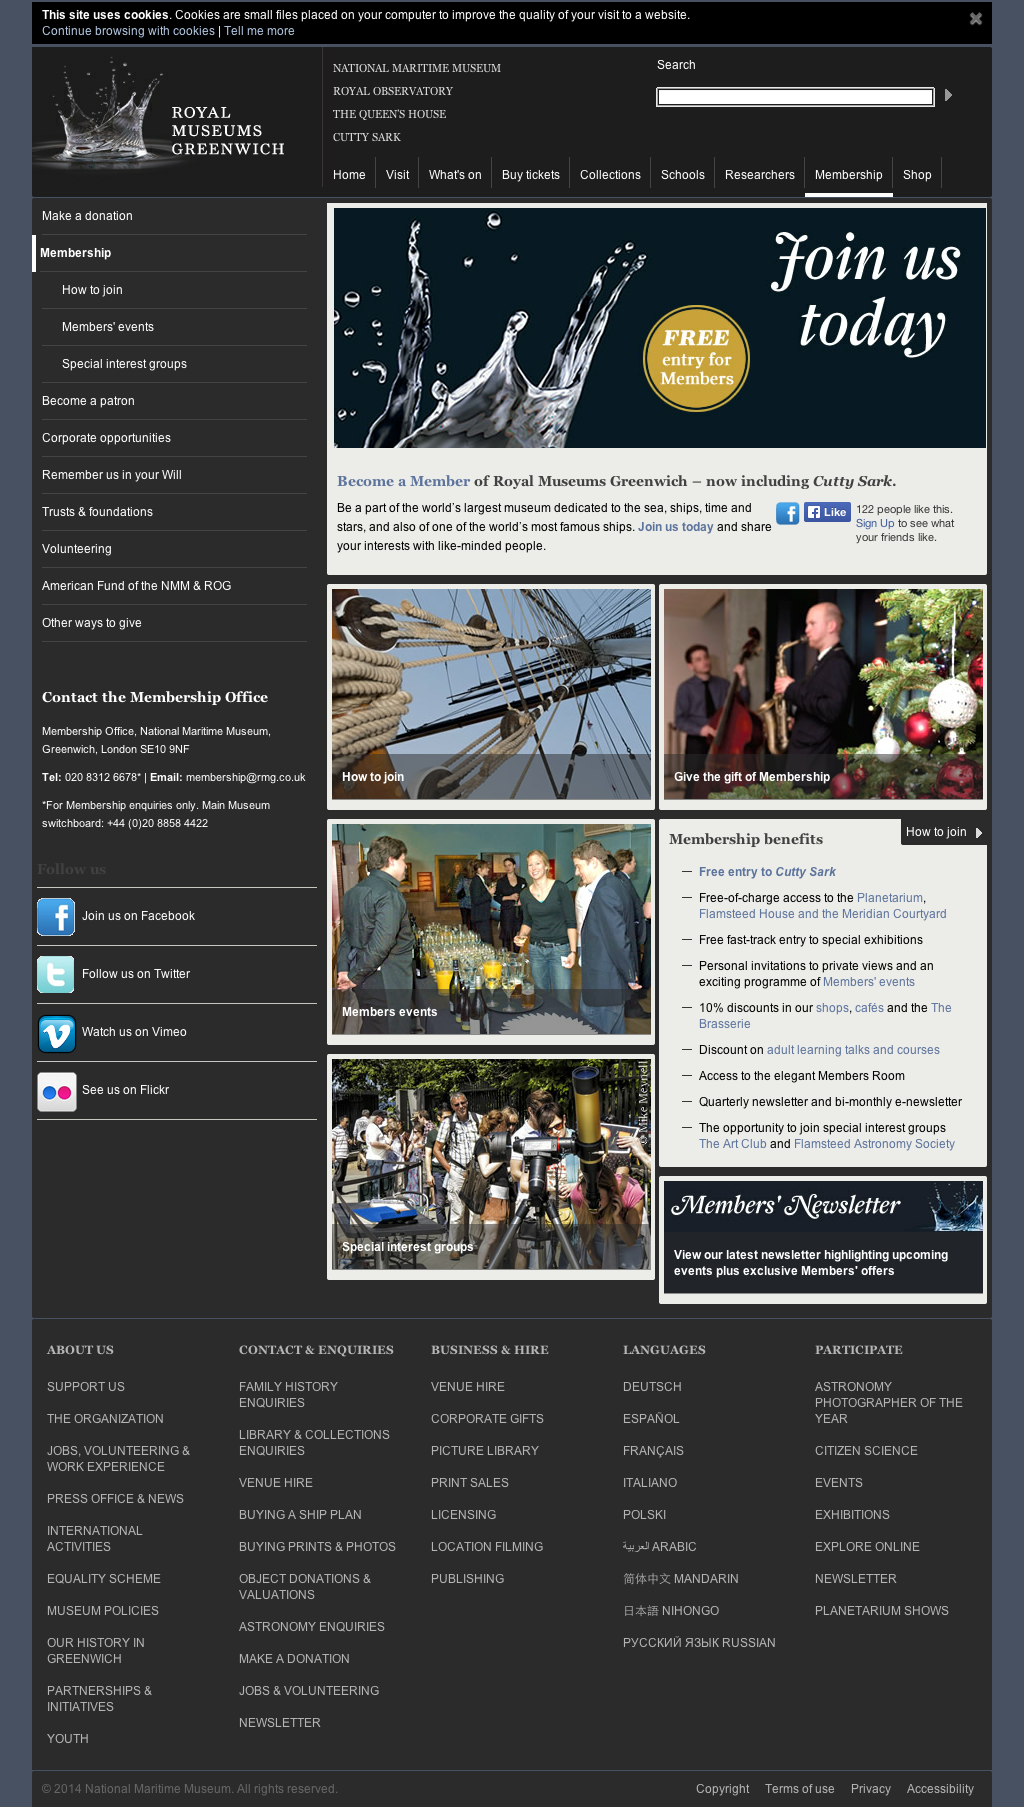 This site uses cookies. Cookies are small files placed on your computer to improve the quality of your visit to a website.
Continue browsing with cookies | Tell me more
ROYAL
MUSEUMS
GREENWICH
NATIONAL MARITIME MUSEUM
ROYAL OBSERVATORY
THE QUEEN'S HOUSE
CUTTY SARK
Search
Home Visit What's on Buy tickets Collections Schools Researchers Membership Shop
Make a donation
Membership
How to join
Members' events
Special interest groups
Become a patron
Corporate opportunities
Remember us in your Will
Trusts & foundations
Volunteering
American Fund of the NMM & ROG
Other ways to give
Contact the Membership Office
Membership Office, National Maritime Museum,
Greenwich, London SE10 9NF
Tel: 020 8312 6678* | Email: membership@rmg.co.uk
*For Membership enquiries only. Main Museum
switchboard: +44 (0)20 8858 4422
Follow us
Join us on Facebook
Follow us on Twitter
Watch us on Vimeo
See us on Flickr
Join us
today
FREE
entry for
Members
Become a Member of Royal Museums Greenwich – now including Cutty Sark.
Be a part of the world's largest museum dedicated to the sea, ships, time and
stars, and also of one of the world's most famous ships. Join us today and share
your interests with like-minded people.
Like
122 people like this.
Sign Up to see what
your friends like.
How to join
Give the gift of Membership
Members events
© Mike Meynell
Special interest groups
Membership benefits
How to join
— Free entry to Cutty Sark
— Free-of-charge access to the Planetarium,
Flamsteed House and the Meridian Courtyard
— Free fast-track entry to special exhibitions
— Personal invitations to private views and an
exciting programme of Members' events
— 10% discounts in our shops, cafés and the The
Brasserie
— Discount on adult learning talks and courses
— Access to the elegant Members Room
— Quarterly newsletter and bi-monthly e-newsletter
— The opportunity to join special interest groups
The Art Club and Flamsteed Astronomy Society
Members' Newsletter
View our latest newsletter highlighting upcoming
events plus exclusive Members' offers
ABOUT US
SUPPORT US
THE ORGANIZATION
JOBS, VOLUNTEERING &
WORK EXPERIENCE
PRESS OFFICE & NEWS
INTERNATIONAL
ACTIVITIES
EQUALITY SCHEME
MUSEUM POLICIES
OUR HISTORY IN
GREENWICH
PARTNERSHIPS &
INITIATIVES
YOUTH
CONTACT & ENQUIRIES
FAMILY HISTORY
ENQUIRIES
LIBRARY & COLLECTIONS
ENQUIRIES
VENUE HIRE
BUYING A SHIP PLAN
BUYING PRINTS & PHOTOS
OBJECT DONATIONS &
VALUATIONS
ASTRONOMY ENQUIRIES
MAKE A DONATION
JOBS & VOLUNTEERING
NEWSLETTER
BUSINESS & HIRE
VENUE HIRE
CORPORATE GIFTS
PICTURE LIBRARY
PRINT SALES
LICENSING
LOCATION FILMING
PUBLISHING
LANGUAGES
DEUTSCH
ESPAÑOL
FRANÇAIS
ITALIANO
POLSKI
العربية ARABIC
简体中文 MANDARIN
日本語 NIHONGO
РУССКИЙ ЯЗЫК RUSSIAN
PARTICIPATE
ASTRONOMY
PHOTOGRAPHER OF THE
YEAR
CITIZEN SCIENCE
EVENTS
EXHIBITIONS
EXPLORE ONLINE
NEWSLETTER
PLANETARIUM SHOWS
© 2014 National Maritime Museum. All rights reserved.
Copyright Terms of use Privacy Accessibility